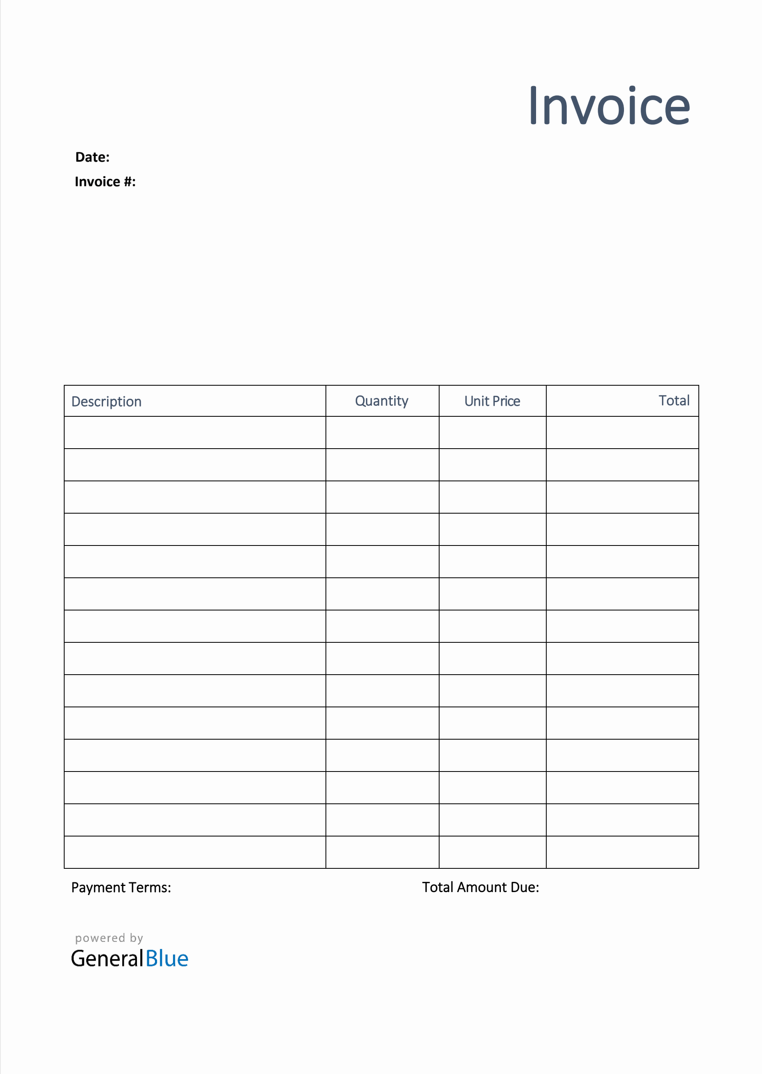 Invoice
Date:
Invoice #:
Description Quantity Unit Price Total
Payment Terms: Total Amount Due:
powered by
GeneralBlue